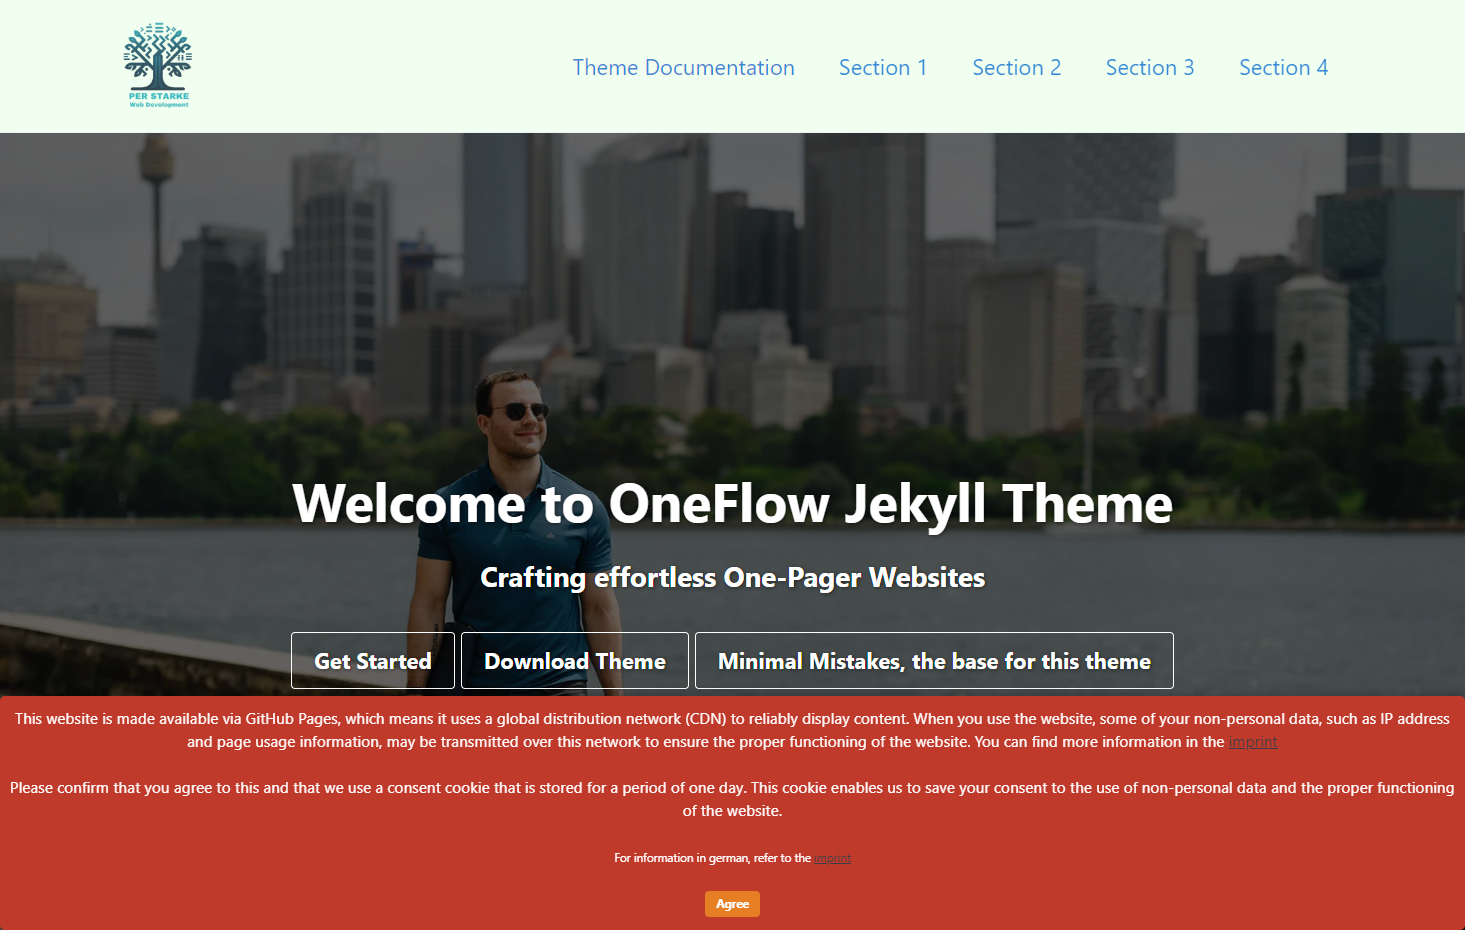 PER STARKE
Web Development
Theme Documentation
Section 1
Section 2
Section 3
Section 4
Welcome to OneFlow Jekyll Theme
Crafting effortless One-Pager Websites
Get Started
Download Theme
Minimal Mistakes, the base for this theme
This website is made available via GitHub Pages, which means it uses a global distribution network (CDN) to reliably display content. When you use the website, some of your non-personal data, such as IP address
and page usage information, may be transmitted over this network to ensure the proper functioning of the website. You can find more information in the imprint
Please confirm that you agree to this and that we use a consent cookie that is stored for a period of one day. This cookie enables us to save your consent to the use of non-personal data and the proper functioning
of the website.
For information in german, refer to the imprint
Agree